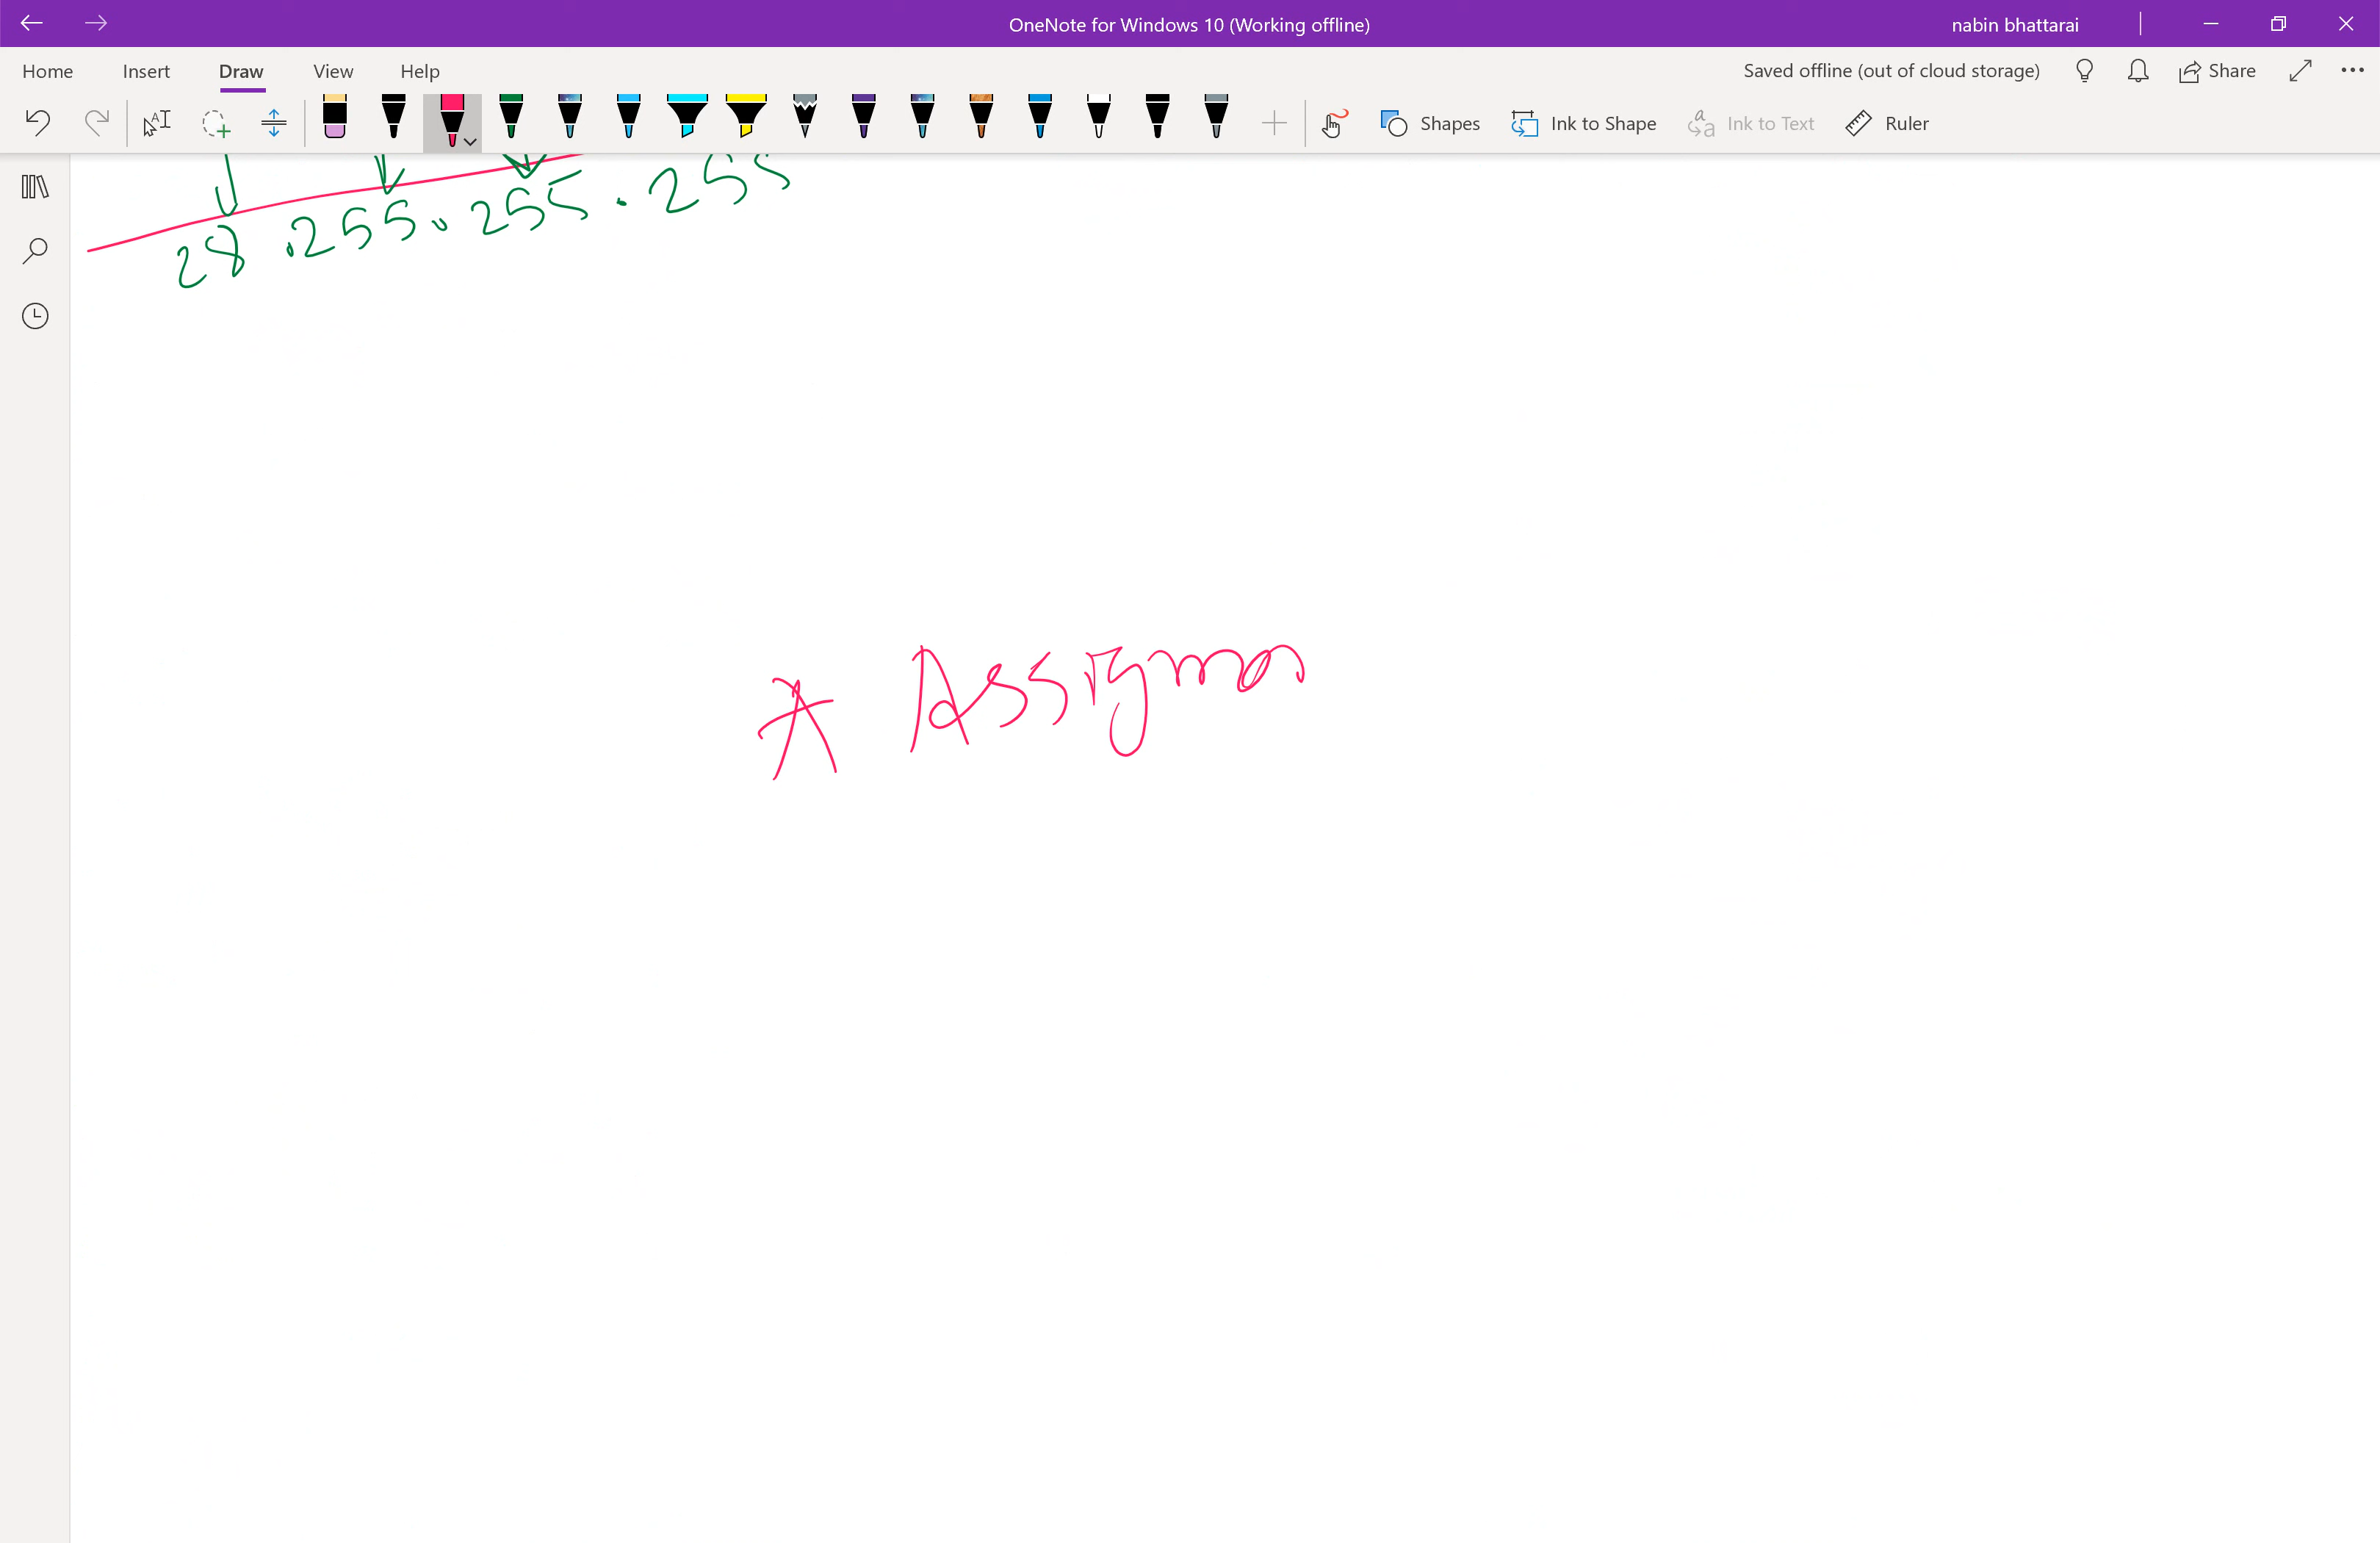 OneNote for Windows 10 (Working offline)
nabin bhattarai
Home Insert Draw View Help
Saved offline (out of cloud storage)
Share
Shapes
Ink to Shape
Ink to Text
Ruler
28.255.255.255
* Assignmen